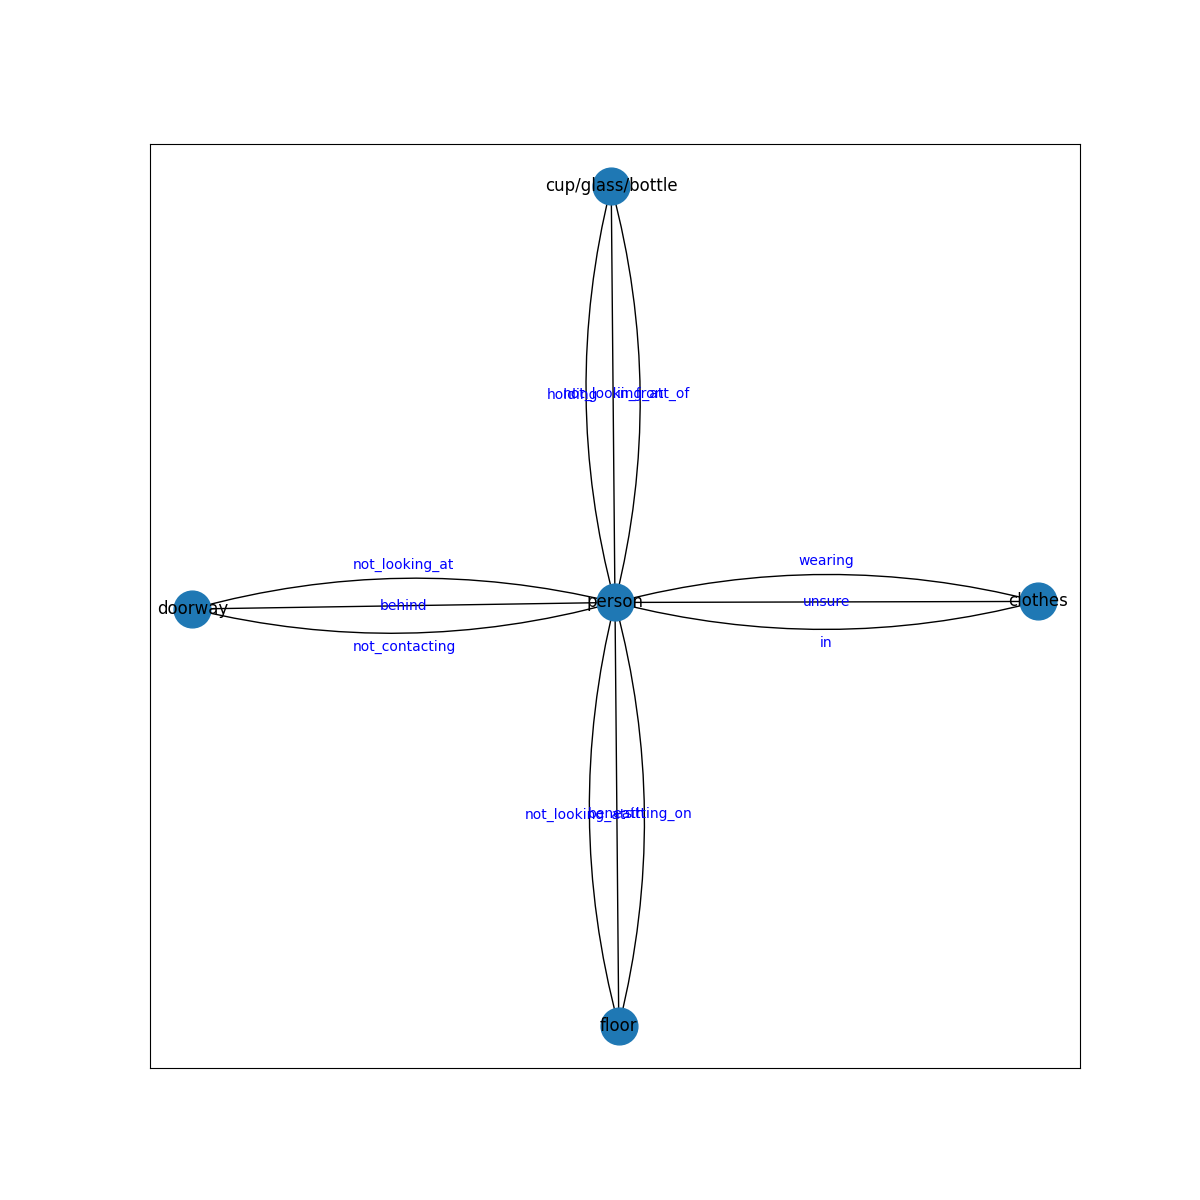 cup/glass/bottle
holding
not_looking_at
in_front_of
not_looking_at
wearing
doorway
behind
person
unsure
clothes
not_contacting
in
not_looking_at
beneath
sitting_on
floor